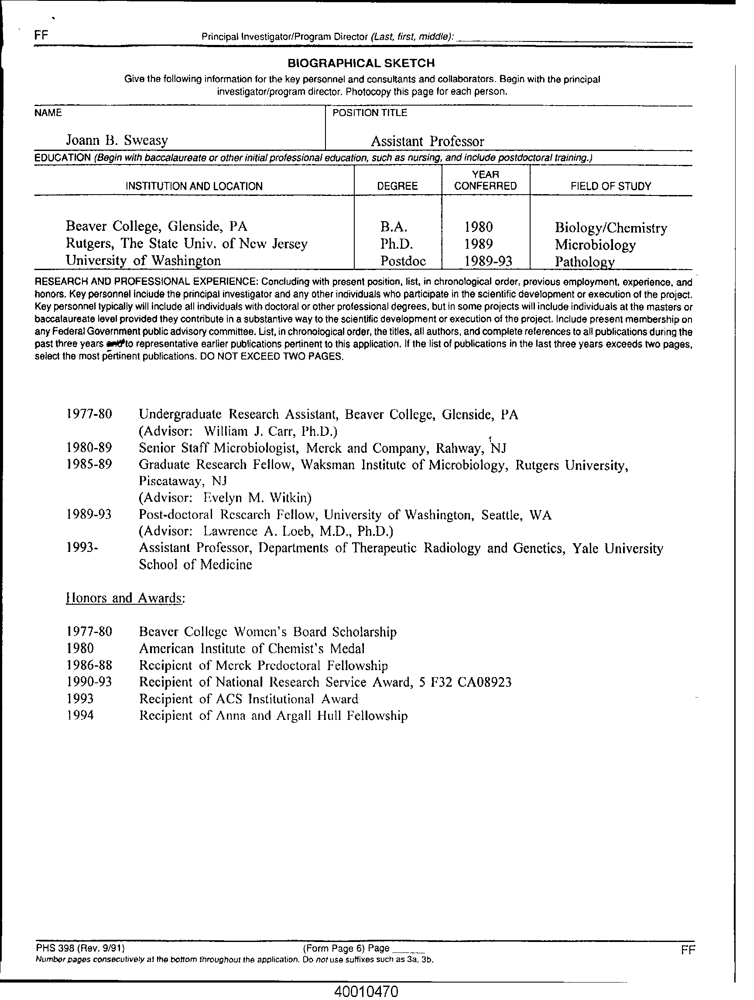 FF
Principal Investigator/Program Director (Last, first, middle):
BIOGRAPHICAL SKETCH
Give the following information for the key personnel and consultants and collaborators. Begin with the principal
investigator/program director. Photocopy this page for each person.
NAME
POSITION TITLE
Joann B. Sweasy
Assistant Professor
EDUCATION (Begin with baccalaureate or other initial professional education, such as nursing, and include postdoctoral training.)
INSTITUTION AND LOCATION DEGREE YEAR CONFERRED FIELD OF STUDY
Beaver College, Glenside, PA B.A. 1980 Biology/Chemistry
Rutgers, The State Univ. of New Jersey Ph.D. 1989 Microbiology
University of Washington Postdoc 1989-93 Pathology
RESEARCH AND PROFESSIONAL EXPERIENCE: Concluding with present position, list, in chronological order, previous employment, experience, and
honors. Key personnel include the principal investigator and any other individuals who participate in the scientific development or execution of the project.
Key personnel typically will include all individuals with doctoral or other professional degrees, but in some projects will include individuals at the masters or
baccalaureate level provided they contribute in a substantive way to the scientific development or execution of the project. Include present membership on
any Federal Government public advisory committee. List, in chronological order, the titles, all authors, and complete references to all publications during the
past three years to representative earlier publications pertinent to this application. If the list of publications in the last three years exceeds two pages,
select the most pertinent publications. DO NOT EXCEED TWO PAGES.
1977-80 Undergraduate Research Assistant, Beaver College, Glenside, PA
(Advisor: William J. Carr, Ph.D.)
1980-89 Senior Staff Microbiologist, Merck and Company, Rahway, NJ
1985-89 Graduate Research Fellow, Waksman Institute of Microbiology, Rutgers University,
Piscataway, NJ
(Advisor: Evelyn M. Witkin)
1989-93 Post-doctoral Research Fellow, University of Washington, Seattle, WA
(Advisor: Lawrence A. Loeb, M.D., Ph.D.)
1993- Assistant Professor, Departments of Therapeutic Radiology and Genetics, Yale University
School of Medicine
Honors and Awards:
1977-80 Beaver College Women's Board Scholarship
1980 American Institute of Chemist's Medal
1986-88 Recipient of Merck Predoctoral Fellowship
1990-93 Recipient of National Research Service Award, 5 F32 CA08923
1993 Recipient of ACS Institutional Award
1994 Recipient of Anna and Argall Hull Fellowship
PHS 398 (Rev. 9/91) (Form Page 6) Page FF
Number pages consecutively at the bottom throughout the application. Do not use suffixes such as 3a, 3b.
40010470